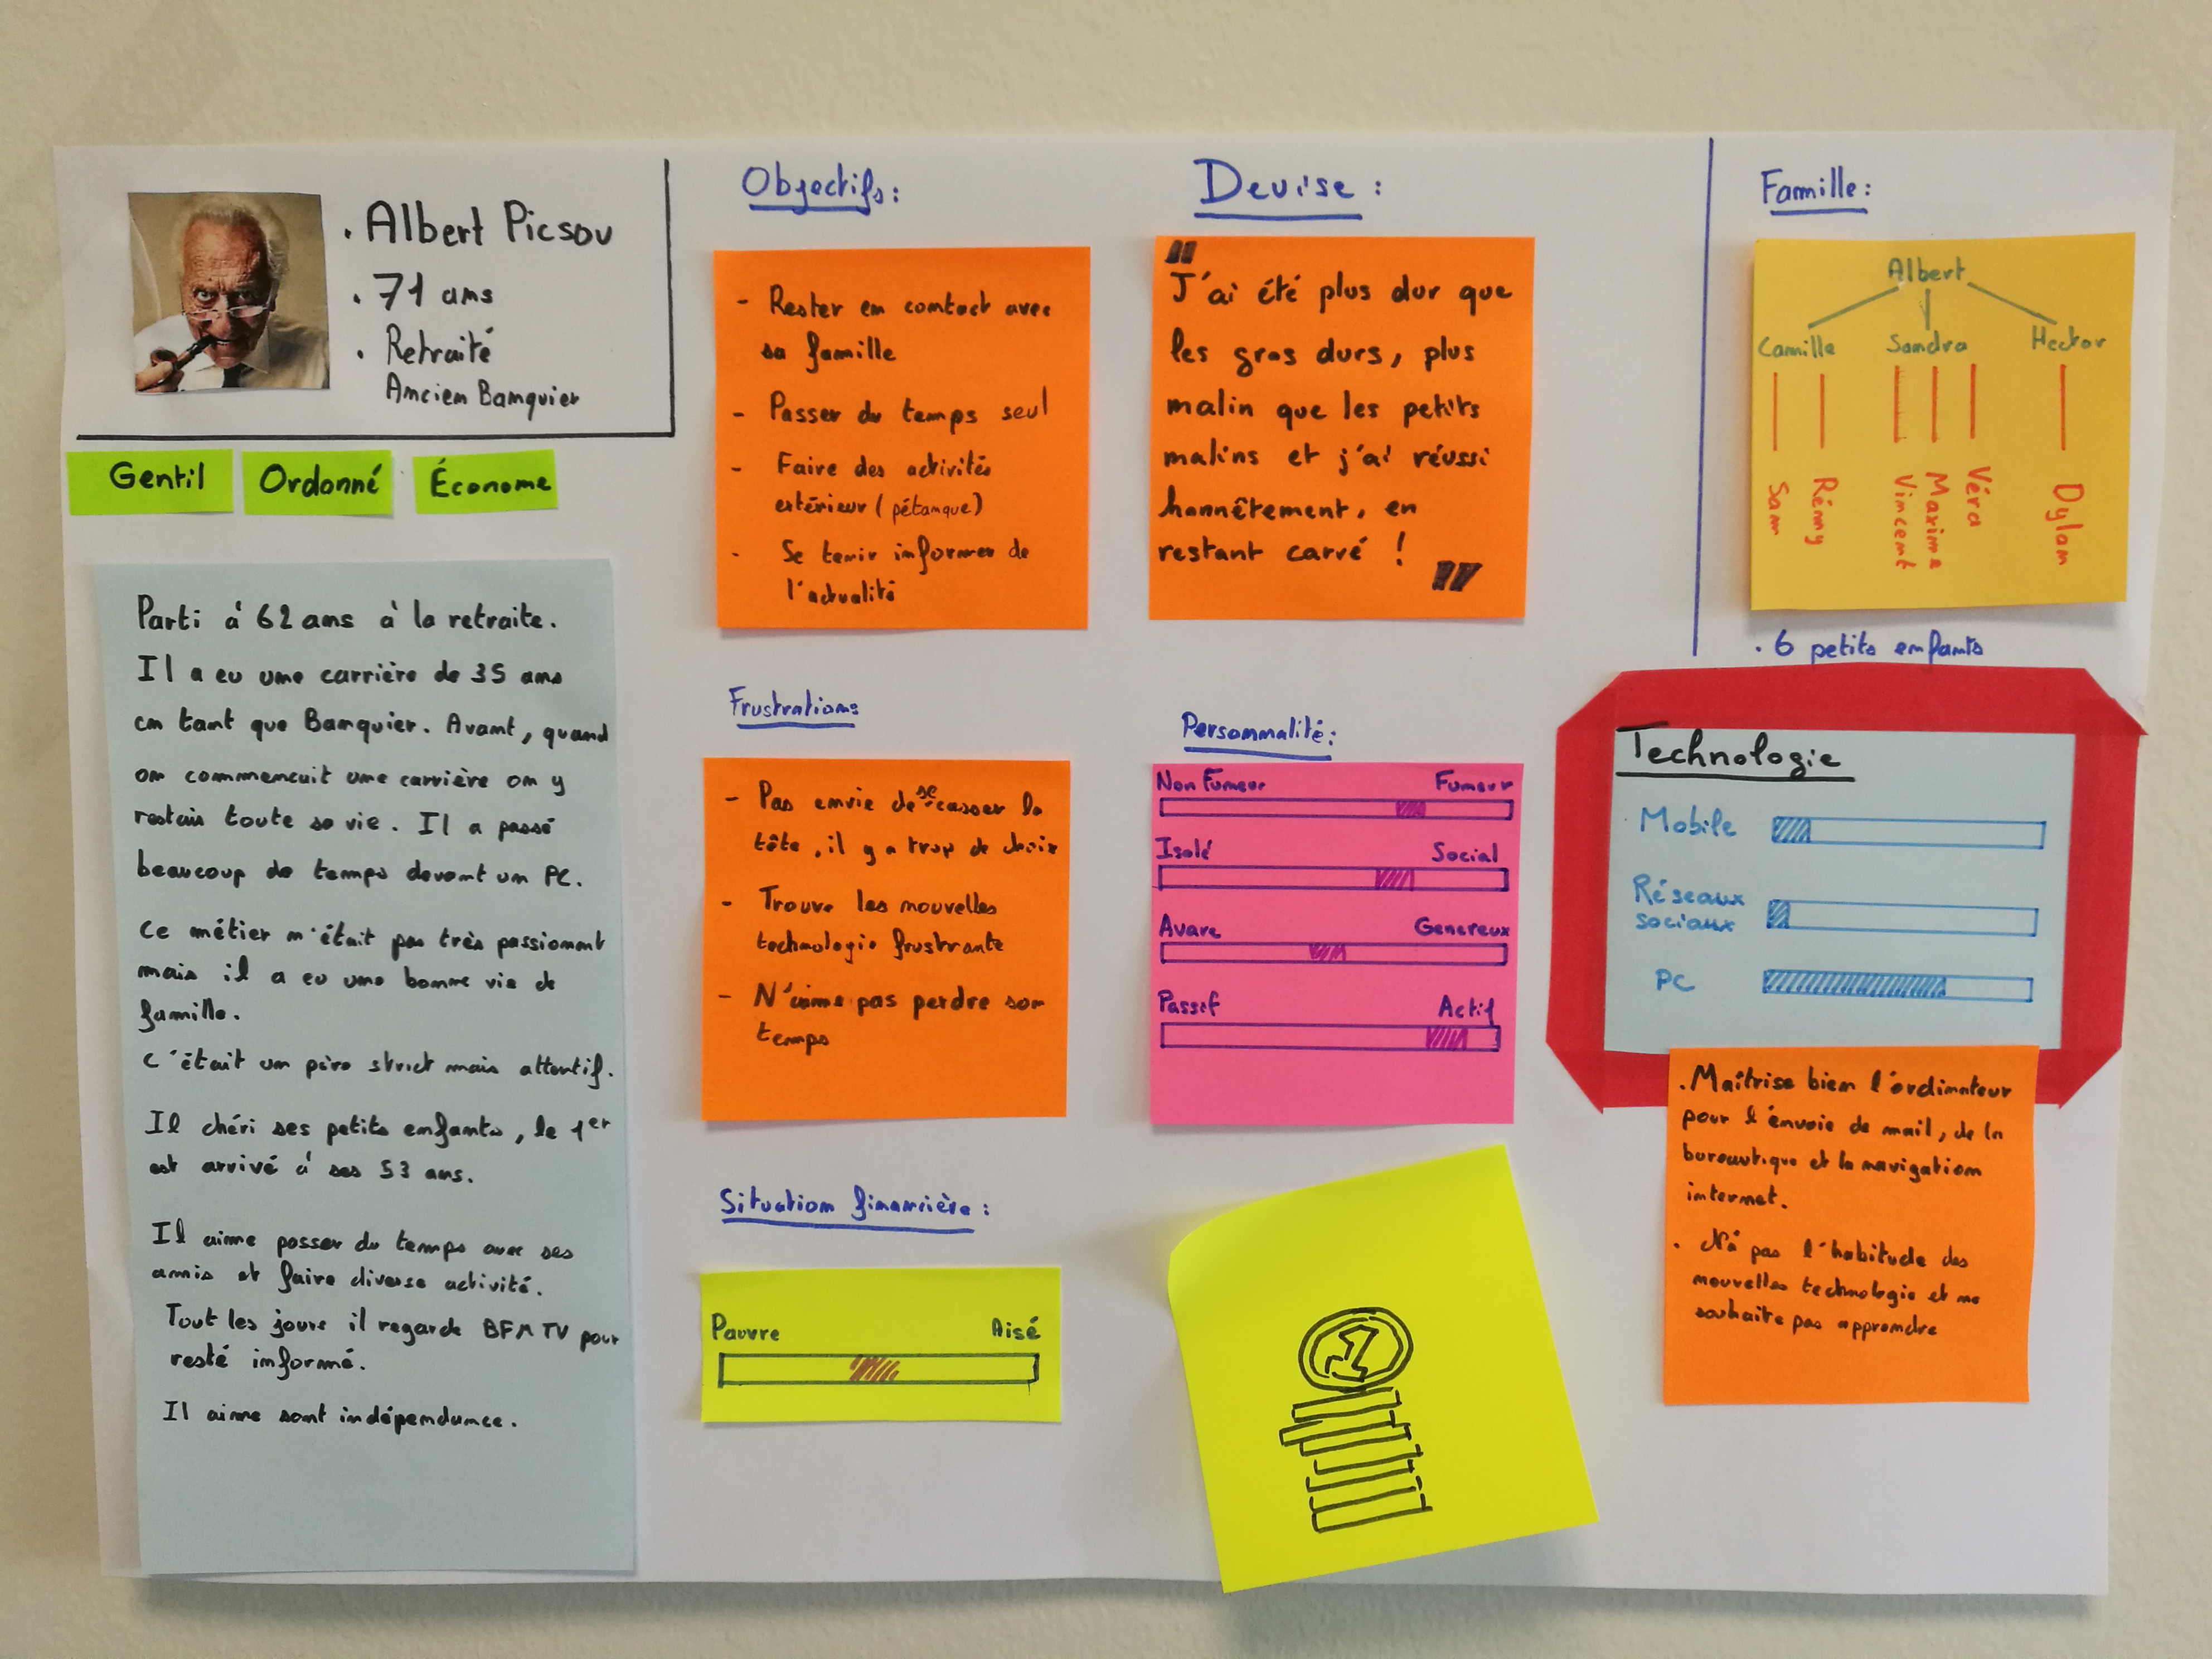 . Albert Picsou
. 71 ans
. Retraité
Ancien Banquier
Gentil
Ordonné
Économe
Parti à 62 ans à la retraite.
Il a eu une carrière de 35 ans
en tant que Banquier. Avant, quand
on commencait une carrière on y
restais toute sa vie. Il a passé
beaucoup de temps devant un PC.
Ce métier n'était pas très passionant
mais il a eu une bonne vie de
famille.
C'était un père strict mais attentif.
Il chéri ses petits enfants, le 1er
est arrivé à ses 53 ans.
Il aime passer du temps avec ses
amis et faire diverse activité.
Tout les jours il regarde BFM TV pour
resté informé.
Il aime sont indépendance.
Objectifs :
- Rester en contact avec
sa famille
- Passer du temps seul
- Faire des activités
extérieur (pétanque)
- Se tenir informer de
l'actualité
Frustrations
- Pas envie de se casser la
tête, il y a trop de choix
- Trouve les nouvelles
technologie frustrante
- N'aime pas perdre son
temps
Situation financière :
Pauvre Aisé
Devise :
" J'ai été plus dur que
les gros durs, plus
malin que les petits
malins et j'ai réussi
honnêtement, en
restant carré ! "
Personnalité :
Non Fumeur Fumeur
Isolé Social
Avare Genereux
Passif Actif
1
Famille :
Albert
Camille Sandra Hector
Sam Rémy Vincent Maxime Véra Dylan
. 6 petits enfants
Technologie
Mobile
Réseaux
sociaux
PC
. Maîtrise bien l'ordinateur
pour l'énvoie de mail, de la
bureautique et la navigation
internet.
. N'a pas l'habitude des
nouvelles technologie et ne
souhaite pas apprendre